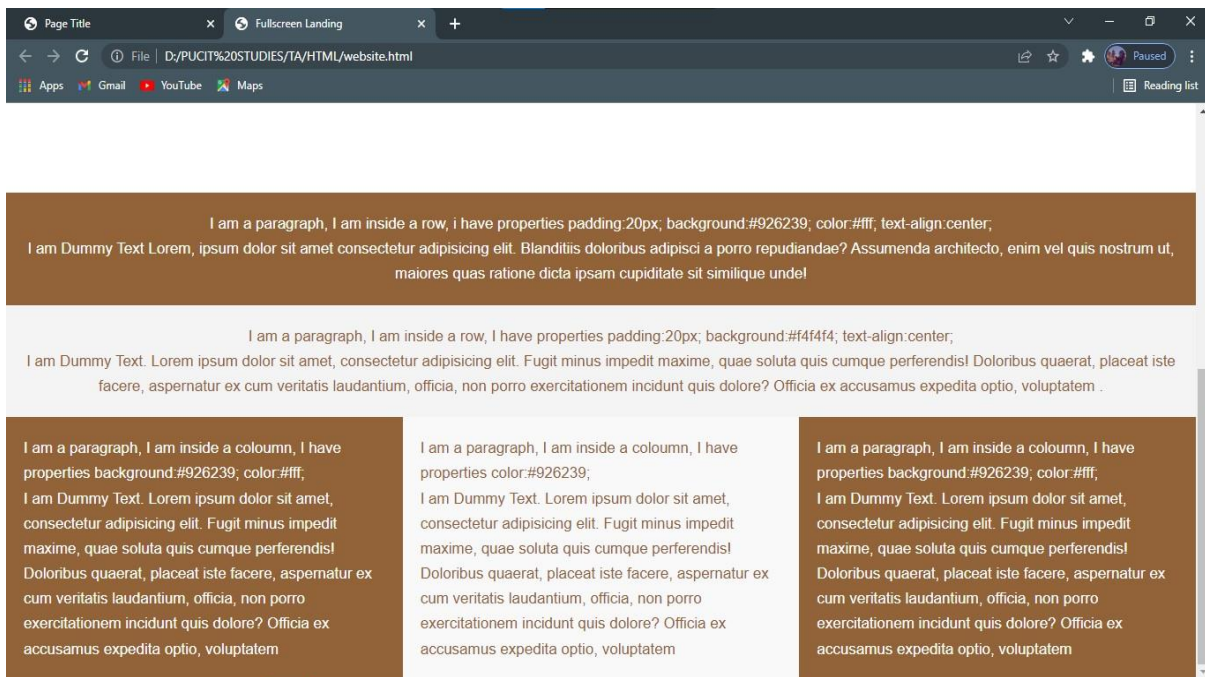 Page Title
Fullscreen Landing
File | D:/PUCIT%20STUDIES/TA/HTML/website.html
Paused
Apps Gmail YouTube Maps
Reading list
I am a paragraph, I am inside a row, i have properties padding:20px; background:#926239; color:#fff; text-align:center;
I am Dummy Text Lorem, ipsum dolor sit amet consectetur adipisicing elit. Blanditiis doloribus adipisci a porro repudiandae? Assumenda architecto, enim vel quis nostrum ut,
maiores quas ratione dicta ipsam cupiditate sit similique unde!
I am a paragraph, I am inside a row, I have properties padding:20px; background:#f4f4f4; text-align:center;
I am Dummy Text. Lorem ipsum dolor sit amet, consectetur adipisicing elit. Fugit minus impedit maxime, quae soluta quis cumque perferendis! Doloribus quaerat, placeat iste
facere, aspernatur ex cum veritatis laudantium, officia, non porro exercitationem incidunt quis dolore? Officia ex accusamus expedita optio, voluptatem .
I am a paragraph, I am inside a coloumn, I have
properties background:#926239; color:#fff;
I am Dummy Text. Lorem ipsum dolor sit amet,
consectetur adipisicing elit. Fugit minus impedit
maxime, quae soluta quis cumque perferendis!
Doloribus quaerat, placeat iste facere, aspernatur ex
cum veritatis laudantium, officia, non porro
exercitationem incidunt quis dolore? Officia ex
accusamus expedita optio, voluptatem
I am a paragraph, I am inside a coloumn, I have
properties color:#926239;
I am Dummy Text. Lorem ipsum dolor sit amet,
consectetur adipisicing elit. Fugit minus impedit
maxime, quae soluta quis cumque perferendis!
Doloribus quaerat, placeat iste facere, aspernatur ex
cum veritatis laudantium, officia, non porro
exercitationem incidunt quis dolore? Officia ex
accusamus expedita optio, voluptatem
I am a paragraph, I am inside a coloumn, I have
properties background:#926239; color:#fff;
I am Dummy Text. Lorem ipsum dolor sit amet,
consectetur adipisicing elit. Fugit minus impedit
maxime, quae soluta quis cumque perferendis!
Doloribus quaerat, placeat iste facere, aspernatur ex
cum veritatis laudantium, officia, non porro
exercitationem incidunt quis dolore? Officia ex
accusamus expedita optio, voluptatem